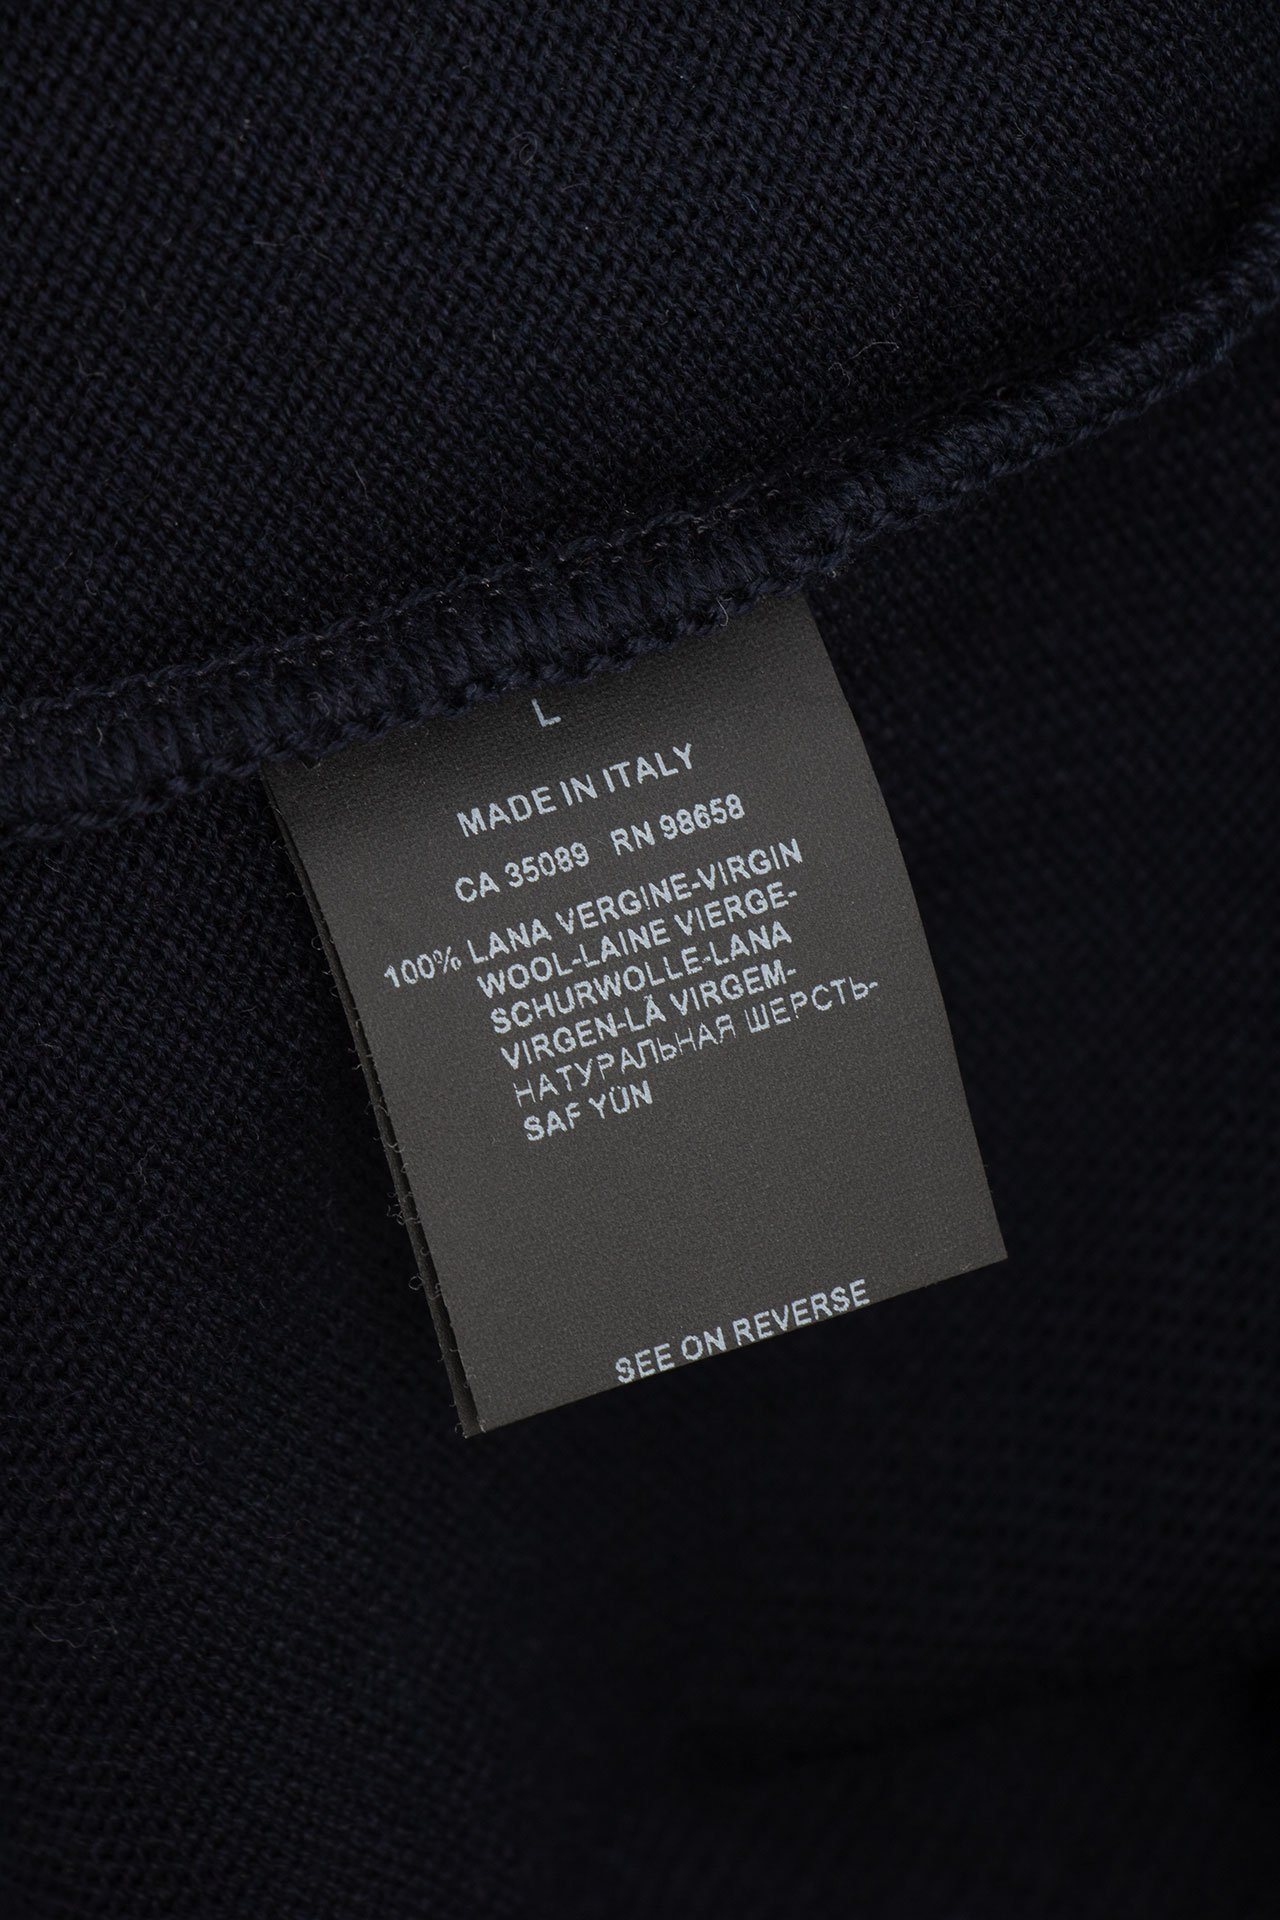 L
MADE IN ITALY
CA 35089 RN 98658
100% LANA VERGINE-VIRGIN
WOOL-LAINE VIERGE-
SCHURWOLLE-LANA
VIRGEN-LÄ VIRGEM-
НАТУРАЛЬНАЯ ШЕРСТЬ-
SAF YÜN
SEE ON REVERSE